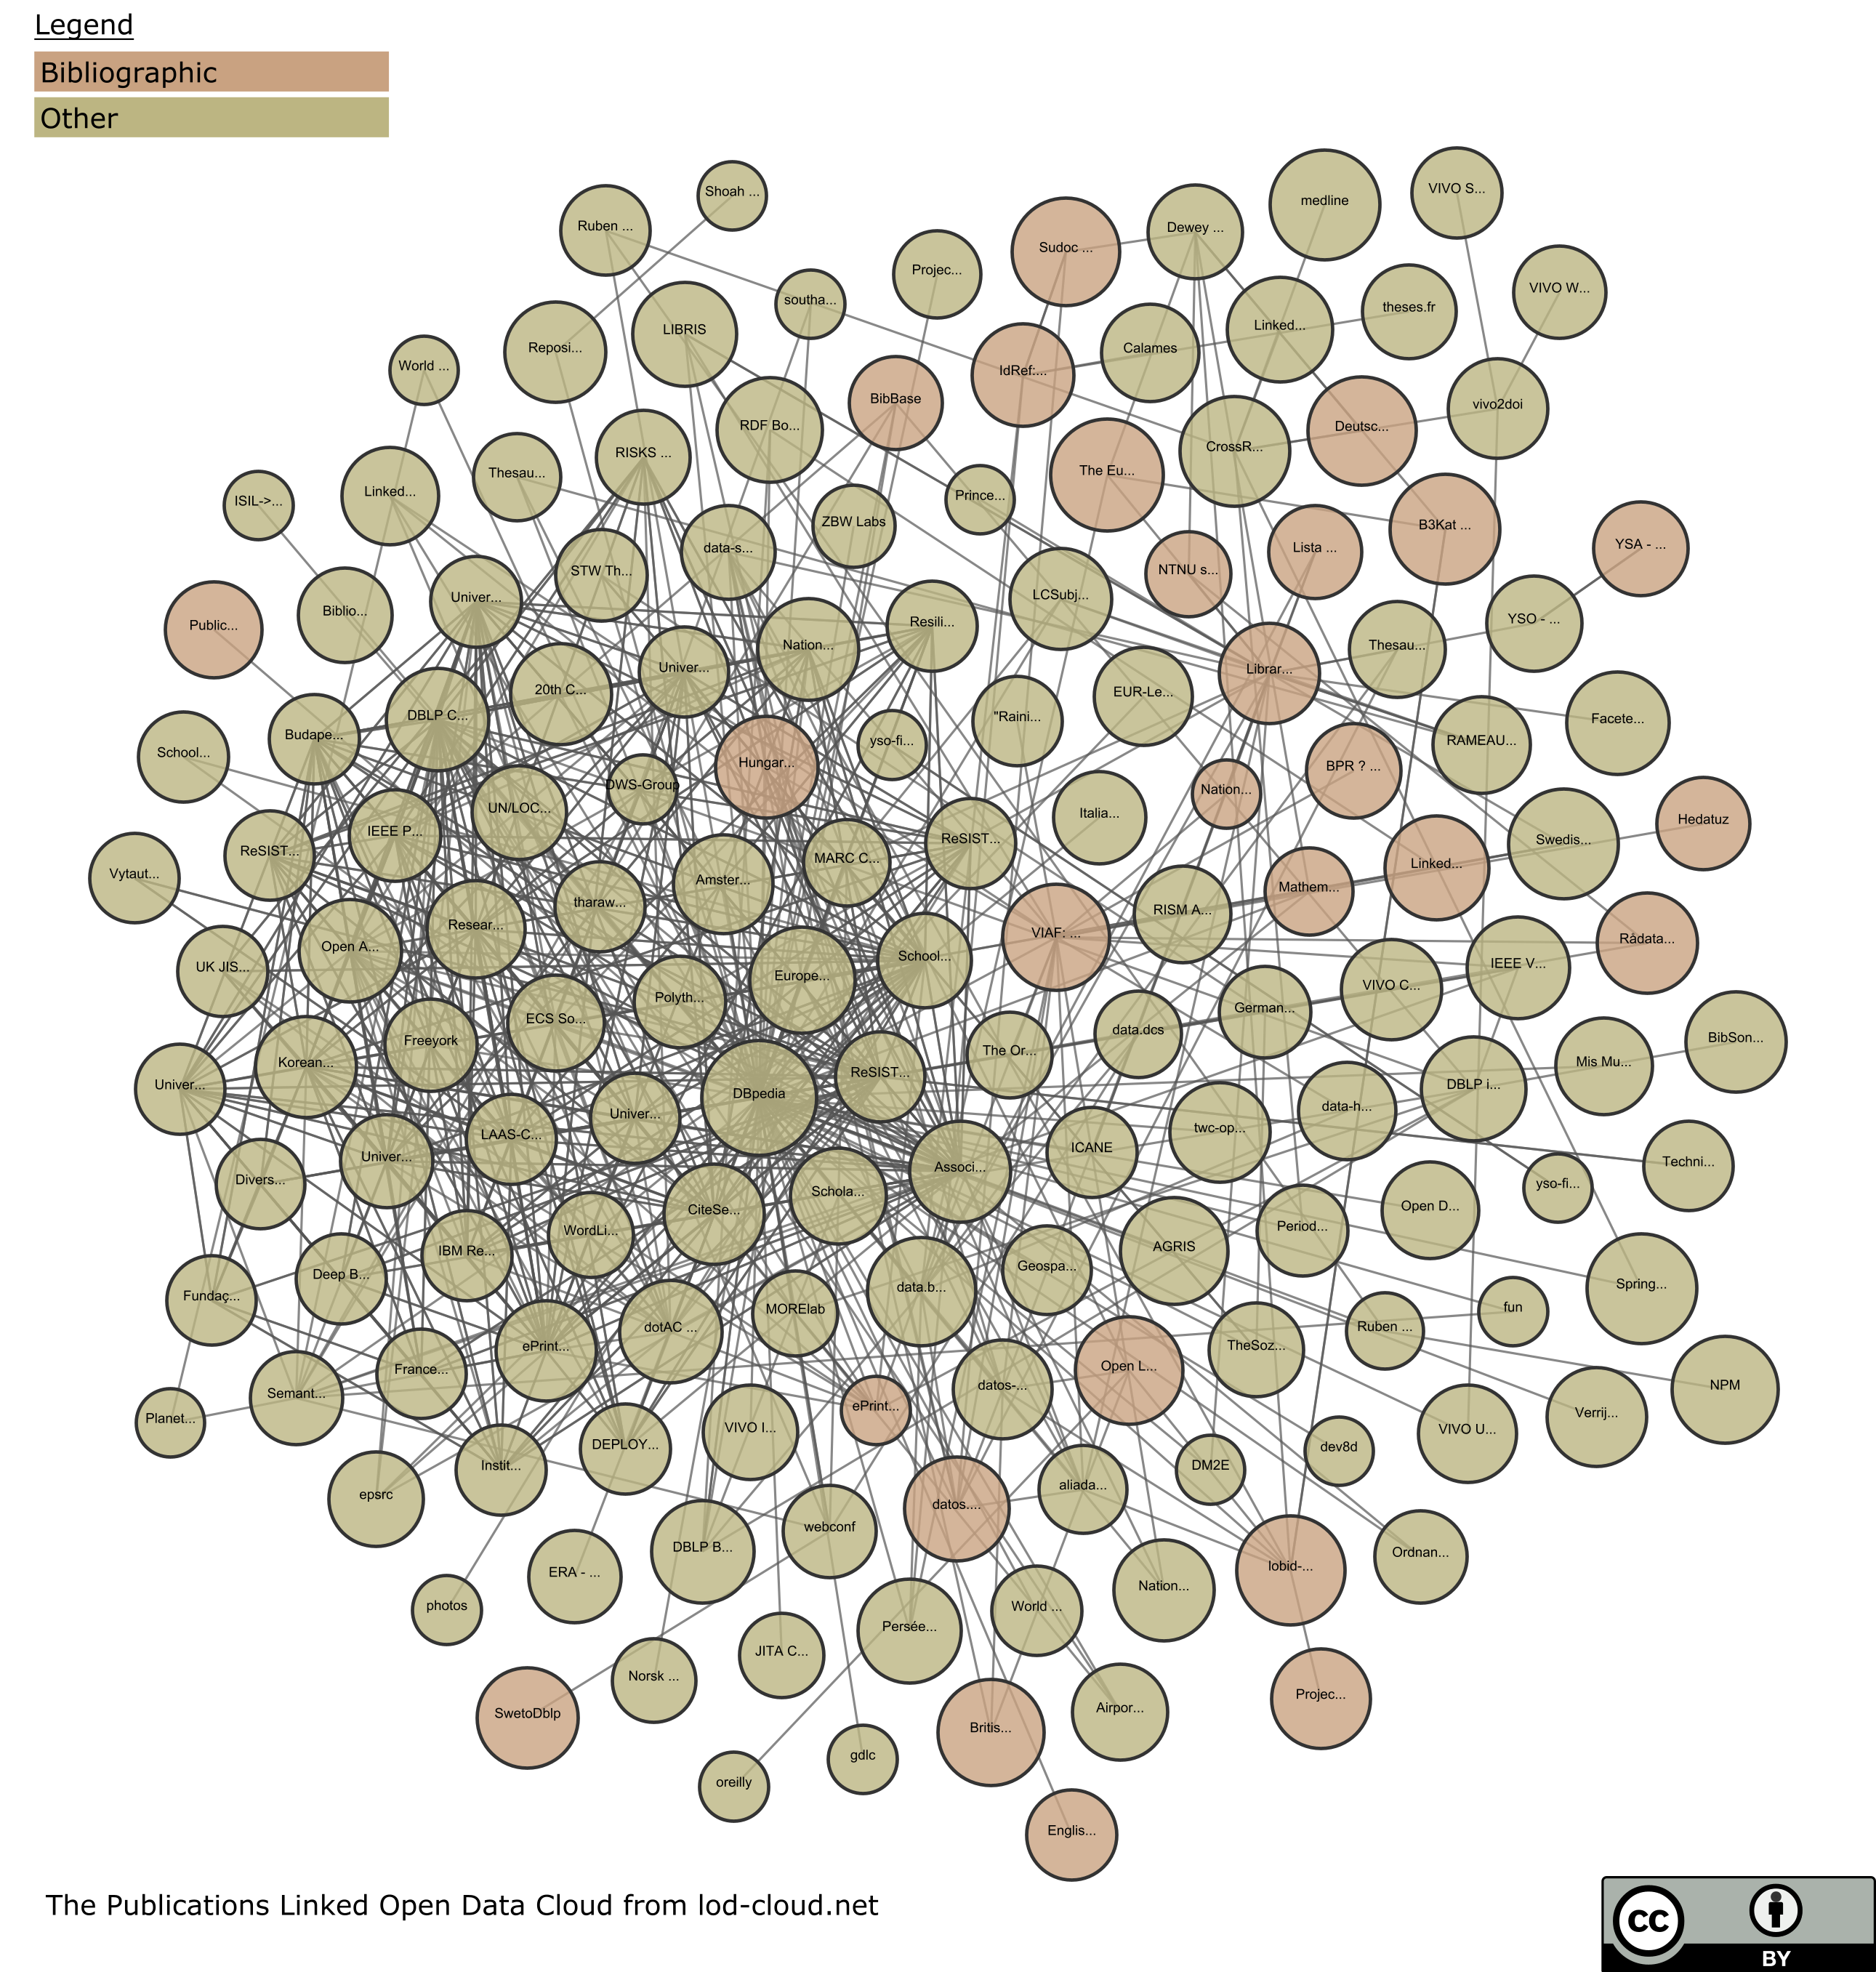 Legend
Bibliographic
Other
Shoah ...
Ruben ...
medline
VIVO S...
Dewey ...
Sudoc ...
Projec...
VIVO W...
southa...
theses.fr
LIBRIS
Linked...
Reposi...
Calames
World ...
IdRef:...
BibBase
vivo2doi
RDF Bo...
Deutsc...
RISKS ...
CrossR...
Thesau...
The Eu...
Linked...
Prince...
ISIL->...
ZBW Labs
B3Kat ...
data-s...
Lista ...
YSA - ...
STW Th...
NTNU s...
Univer...
LCSubj...
Biblio...
Public...
Resili...
YSO - ...
Nation...
Thesau...
Univer...
Librar...
20th C...
EUR-Le...
DBLP C...
"Raini...
Facete...
Budape...
yso-fi...
RAMEAU...
School...
Hungar...
BPR ? ...
DWS-Group
Nation...
UN/LOC...
Italia...
Hedatuz
IEEE P...
ReSIST...
Swedis...
ReSIST...
MARC C...
Linked...
Vytaut...
Amster...
Mathem...
tharaw...
RISM A...
Resear...
VIAF: ...
Rådata...
Open A...
School...
UK JIS...
Europe...
IEEE V...
Polyth...
VIVO C...
German...
ECS So...
data.dcs
Freeyork
BibSon...
The Or...
Korean...
Mis Mu...
ReSIST...
Univer...
DBLP i...
DBpedia
Univer...
data-h...
twc-op...
LAAS-C...
ICANE
Univer...
Techni...
Associ...
Divers...
Schola...
yso-fi...
CiteSe...
Open D...
WordLi...
Period...
IBM Re...
AGRIS
Geospa...
Deep B...
data.b...
Spring...
Fundaç...
MORElab
fun
dotAC ...
Ruben ...
ePrint...
TheSoz...
Open L...
France...
datos-...
NPM
Semant...
ePrint...
Verrij...
Planet...
VIVO I...
VIVO U...
DEPLOY...
dev8d
Instit...
DM2E
aliada...
epsrc
datos....
webconf
DBLP B...
Ordnan...
lobid-...
ERA - ...
Nation...
photos
World ...
Persée...
JITA C...
Norsk ...
Projec...
Airpor...
SwetoDblp
Britis...
gdlc
oreilly
Englis...
The Publications Linked Open Data Cloud from lod-cloud.net
cc
BY